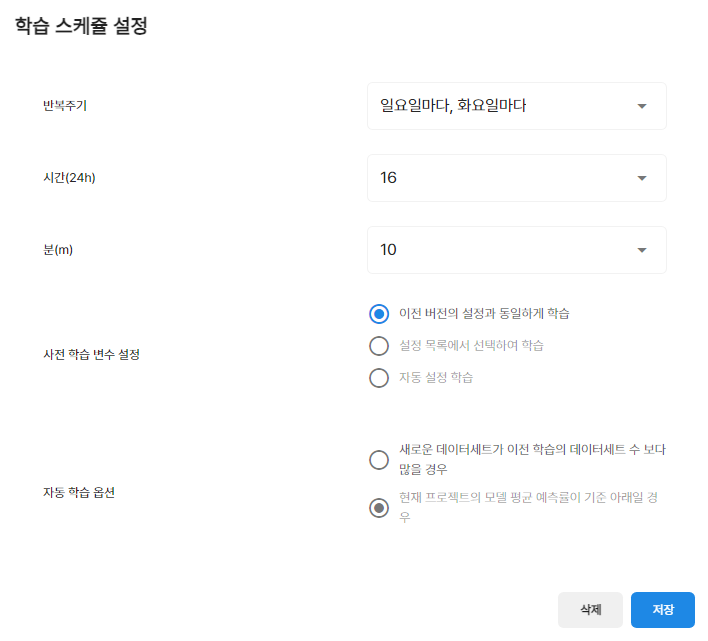 학습 스케쥴 설정
반복주기
일요일마다, 화요일마다
시간(24h)
16
분(m)
10
사전 학습 변수 설정
이전 버전의 설정과 동일하게 학습
설정 목록에서 선택하여 학습
자동 설정 학습
자동 학습 옵션
새로운 데이터세트가 이전 학습의 데이터세트 수 보다
많을 경우
현재 프로젝트의 모델 평균 예측률이 기준 아래일 경
우
삭제
저장